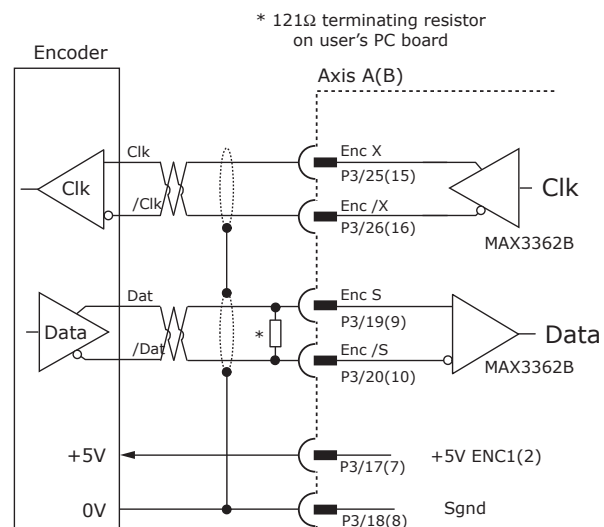 * 121Ω terminating resistor
on user's PC board
Encoder
Axis A(B)
Clk
Enc X
Clk
P3/25(15)
Clk
/Clk
Enc /X
P3/26(16)
MAX3362B
Dat
Enc S
Data
*
P3/19(9)
Data
/Dat
Enc /S
P3/20(10)
MAX3362B
+5V
P3/17(7)
+5V ENC1(2)
0V
P3/18(8)
Sgnd